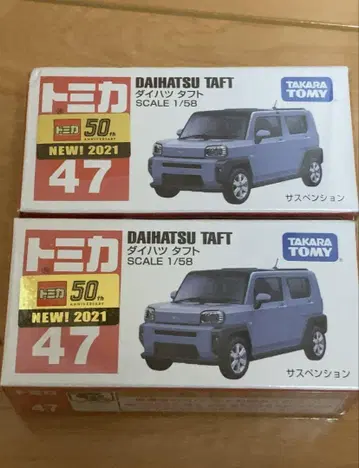 トミカ
トミカ 50th
ANNIVERSARY
NEW! 2021
47
DAIHATSU TAFT
ダイハツ タフト
SCALE 1/58
TAKARA
TOMY
サスペンション
トミカ
トミカ 50th
ANNIVERSARY
NEW! 2021
47
DAIHATSU TAFT
ダイハツ タフト
SCALE 1/58
TAKARA
TOMY
サスペンション
47